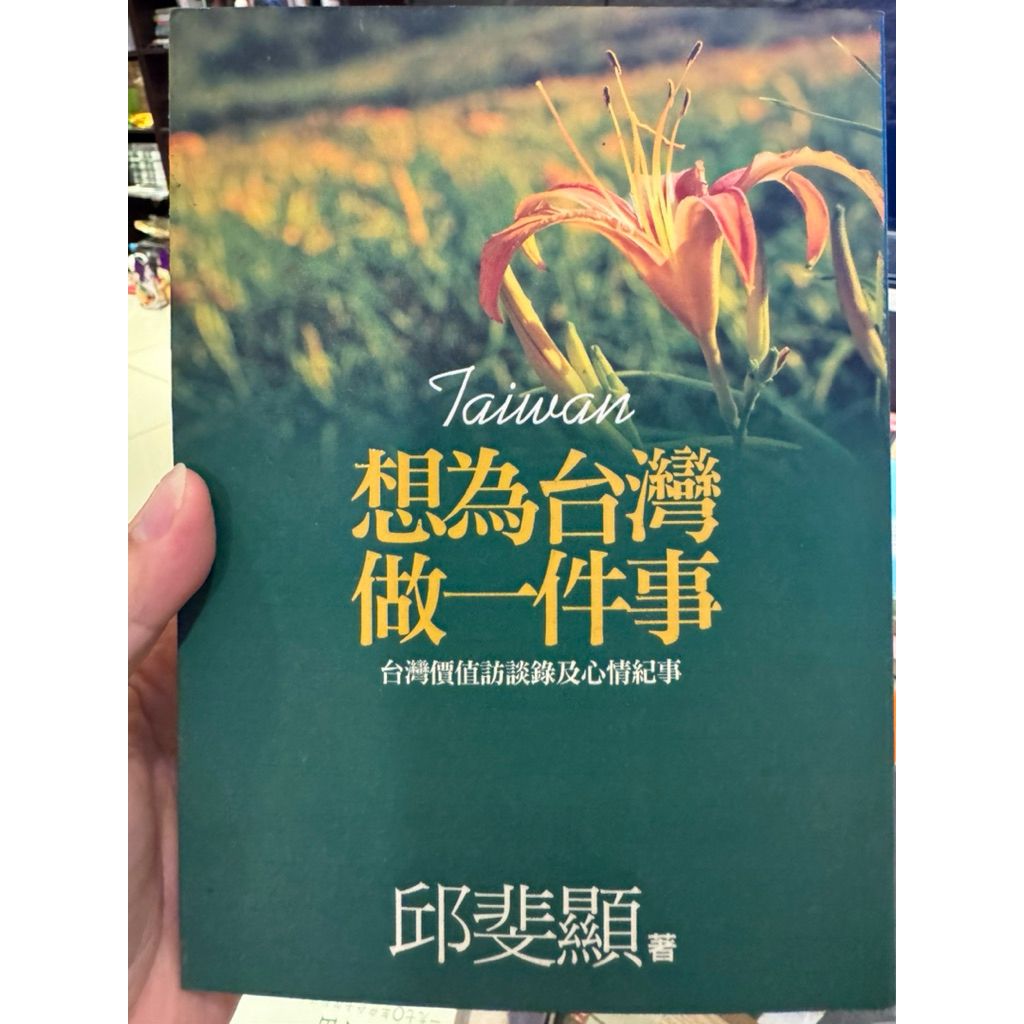 Taiwan
想為台灣
做一件事
台灣價值訪談錄及心情紀事
邱斐顯 著